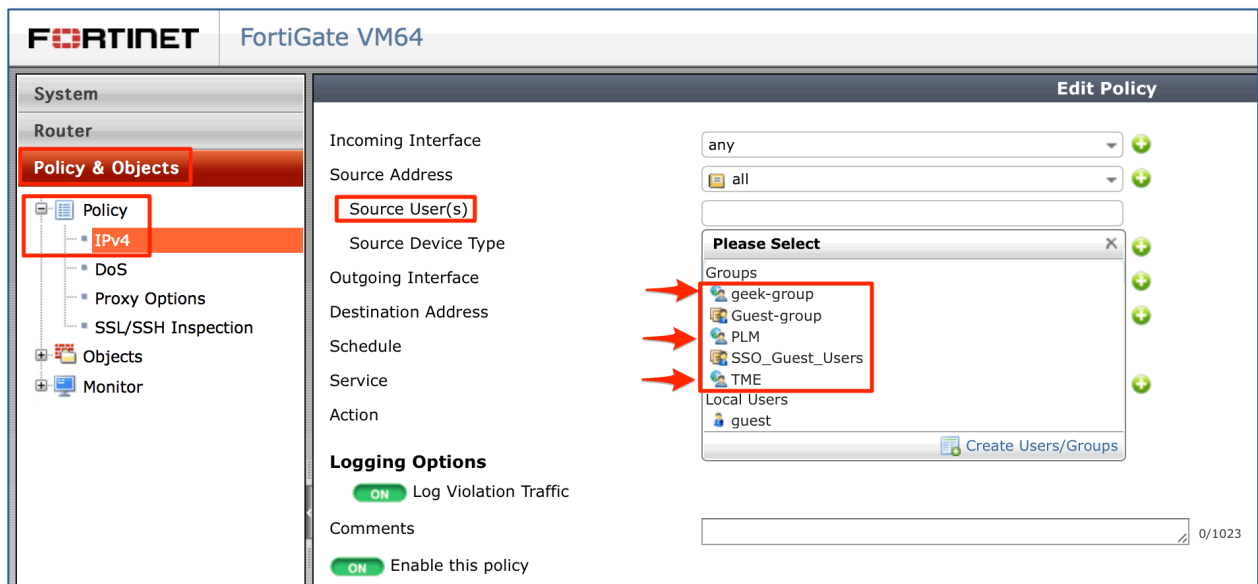 FORTINET
FortiGate VM64
System
Router
Policy & Objects
Policy
IPv4
DoS
Proxy Options
SSL/SSH Inspection
Objects
Monitor
Edit Policy
Incoming Interface
any
Source Address
all
Source User(s)
Source Device Type
Please Select
Groups
geek-group
Guest-group
PLM
SSO_Guest_Users
TME
Local Users
guest
Create Users/Groups
Outgoing Interface
Destination Address
Schedule
Service
Action
Logging Options
ON Log Violation Traffic
Comments
0/1023
ON Enable this policy